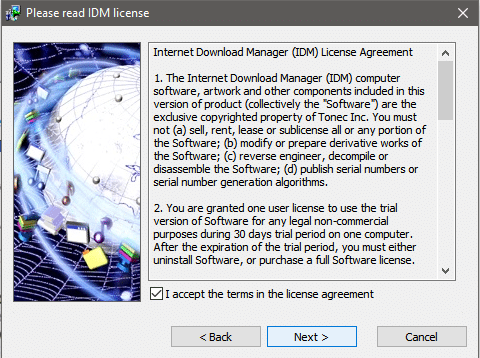 Please read IDM license
Internet Download Manager (IDM) License Agreement
1. The Internet Download Manager (IDM) computer
software, artwork and other components included in this
version of product (collectively the "Software") are the
exclusive copyrighted property of Tonec Inc. You must
not (a) sell, rent, lease or sublicense all or any portion of
the Software; (b) modify or prepare derivative works of
the Software; (c) reverse engineer, decompile or
disassemble the Software; (d) publish serial numbers or
serial number generation algorithms.
2. You are granted one user license to use the trial
version of Software for any legal non-commercial
purposes during 30 days trial period on one computer.
After the expiration of the trial period, you must either
uninstall Software, or purchase a full Software license.
I accept the terms in the license agreement
< Back
Next >
Cancel